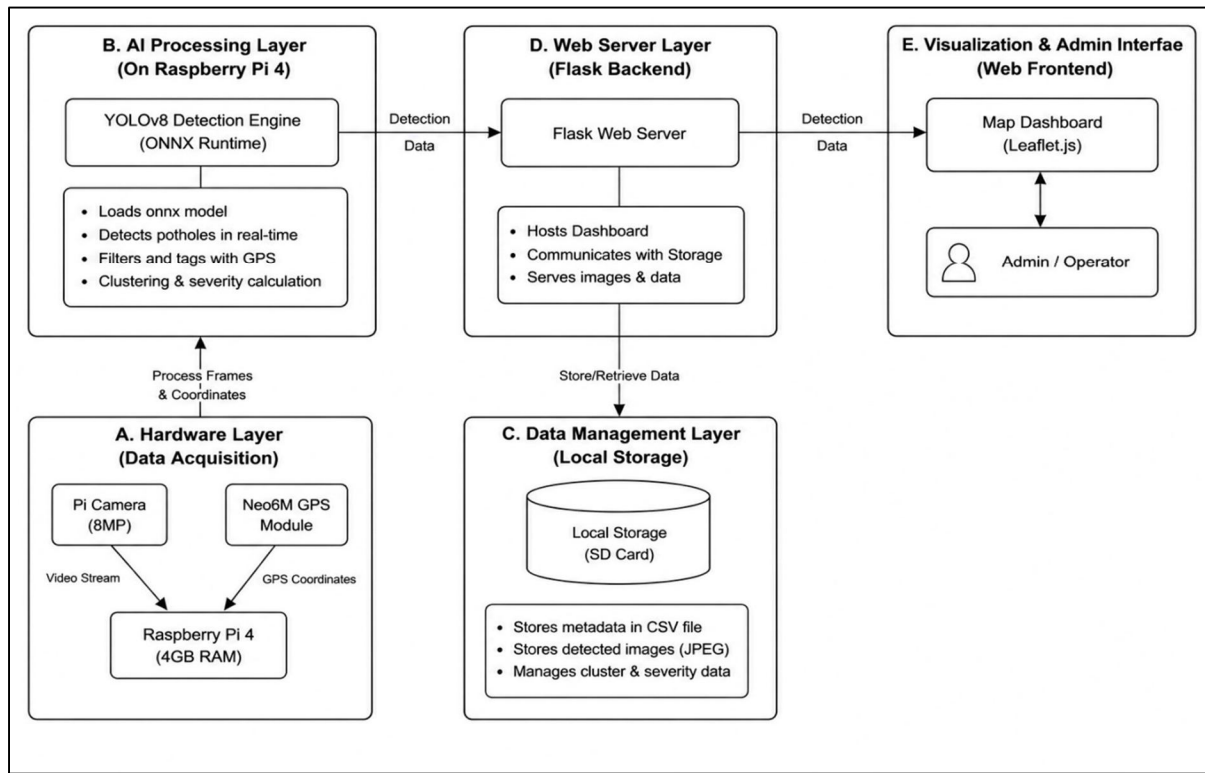 B. AI Processing Layer
(On Raspberry Pi 4)
YOLOv8 Detection Engine
(ONNX Runtime)
• Loads onnx model
• Detects potholes in real-time
• Filters and tags with GPS
• Clustering & severity calculation
Detection
Data
D. Web Server Layer
(Flask Backend)
Flask Web Server
• Hosts Dashboard
• Communicates with Storage
• Serves images & data
Detection
Data
E. Visualization & Admin Interfae
(Web Frontend)
Map Dashboard
(Leaflet.js)
Admin / Operator
Process Frames
& Coordinates
Store/Retrieve Data
A. Hardware Layer
(Data Acquisition)
Pi Camera
(8MP)
Neo6M GPS
Module
Video Stream
GPS Coordinates
Raspberry Pi 4
(4GB RAM)
C. Data Management Layer
(Local Storage)
Local Storage
(SD Card)
• Stores metadata in CSV file
• Stores detected images (JPEG)
• Manages cluster & severity data